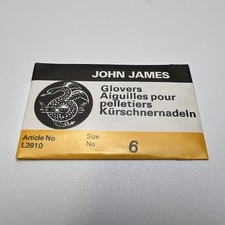 JOHN JAMES
Glovers
Aiguilles pour
pelletiers
Kürschnernadeln
Article No
L3910
Size
No
6